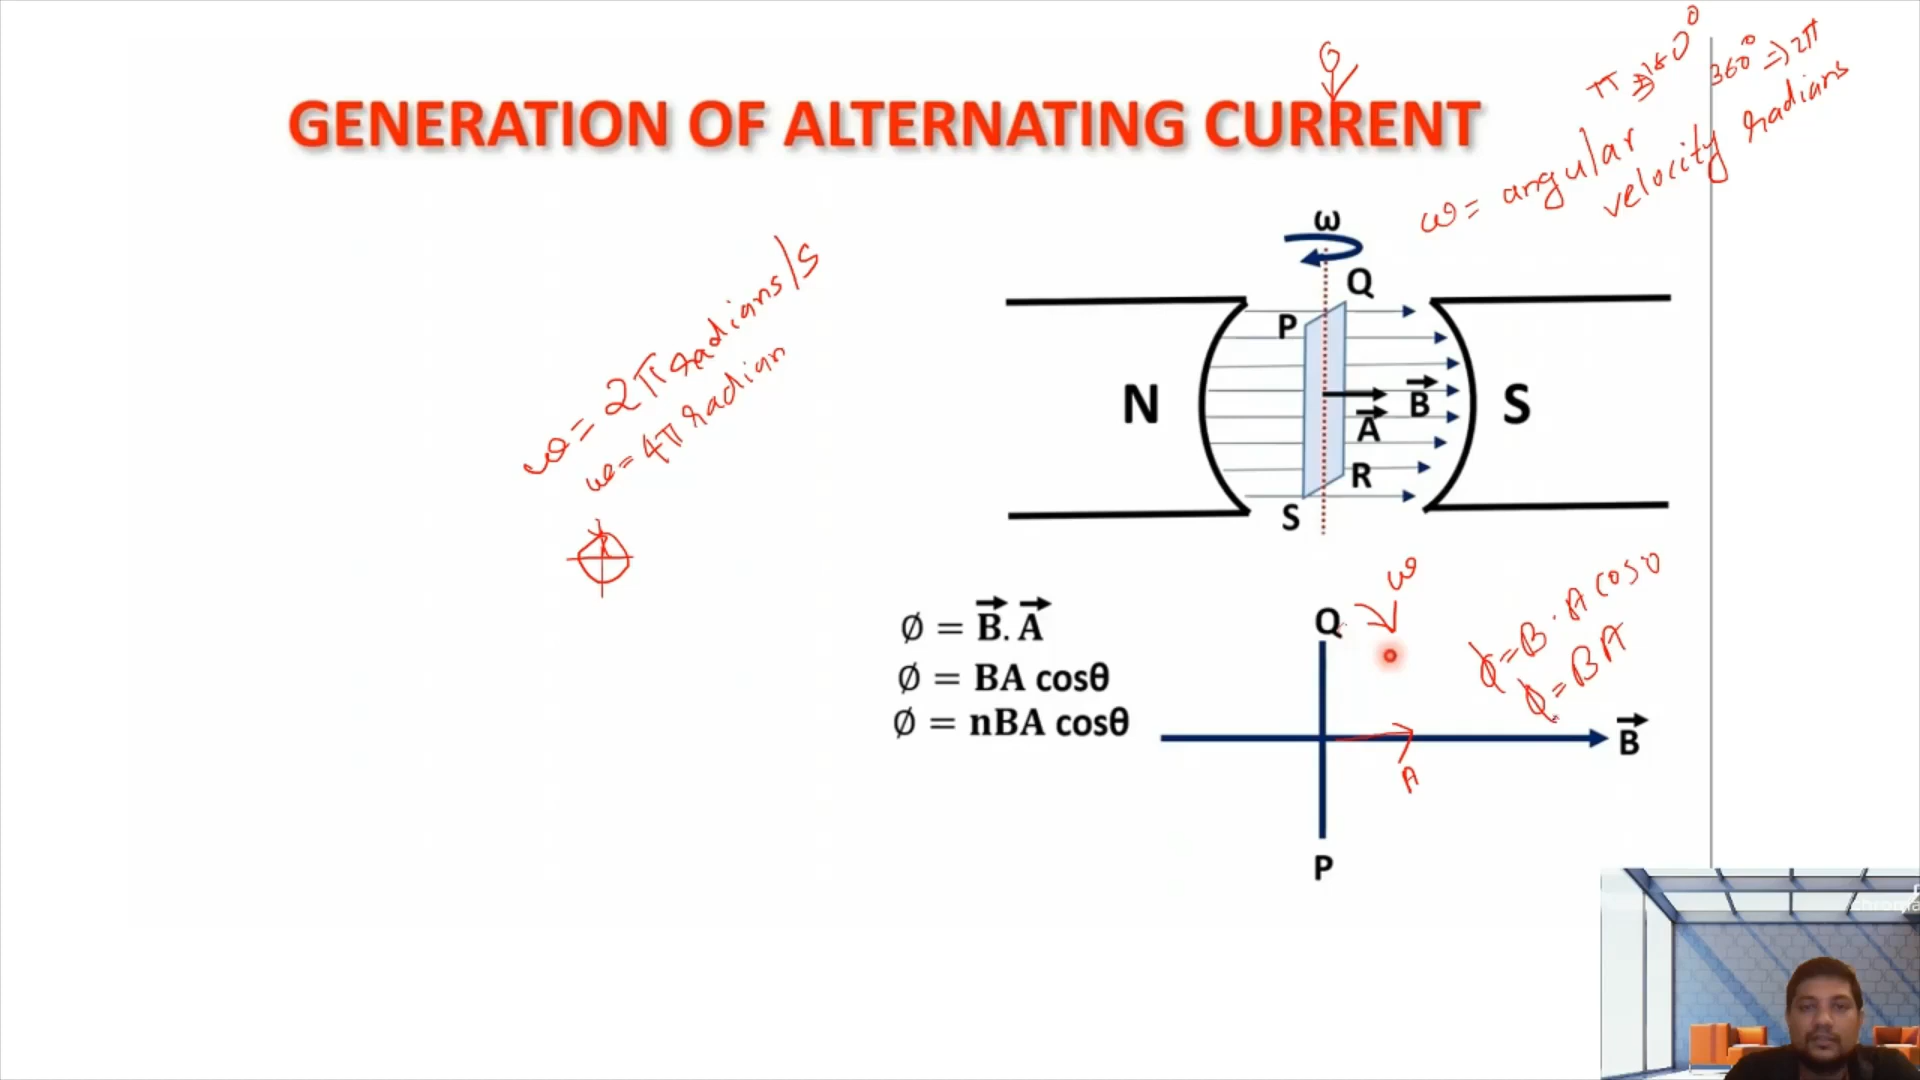 GENERATION OF ALTERNATING CURRENT
Q
π ⇒ 180°
360° ⇒ 2π
radians
ω = angular
velocity
ω = 2π radians/s
ω = 4π radian
ω
Q
P
N
B
A
S
R
S
∅ = B. A
∅ = BA cosθ
∅ = nBA cosθ
ω
Q
ϕ = B. A cos0
ϕ = BA
B
A
P